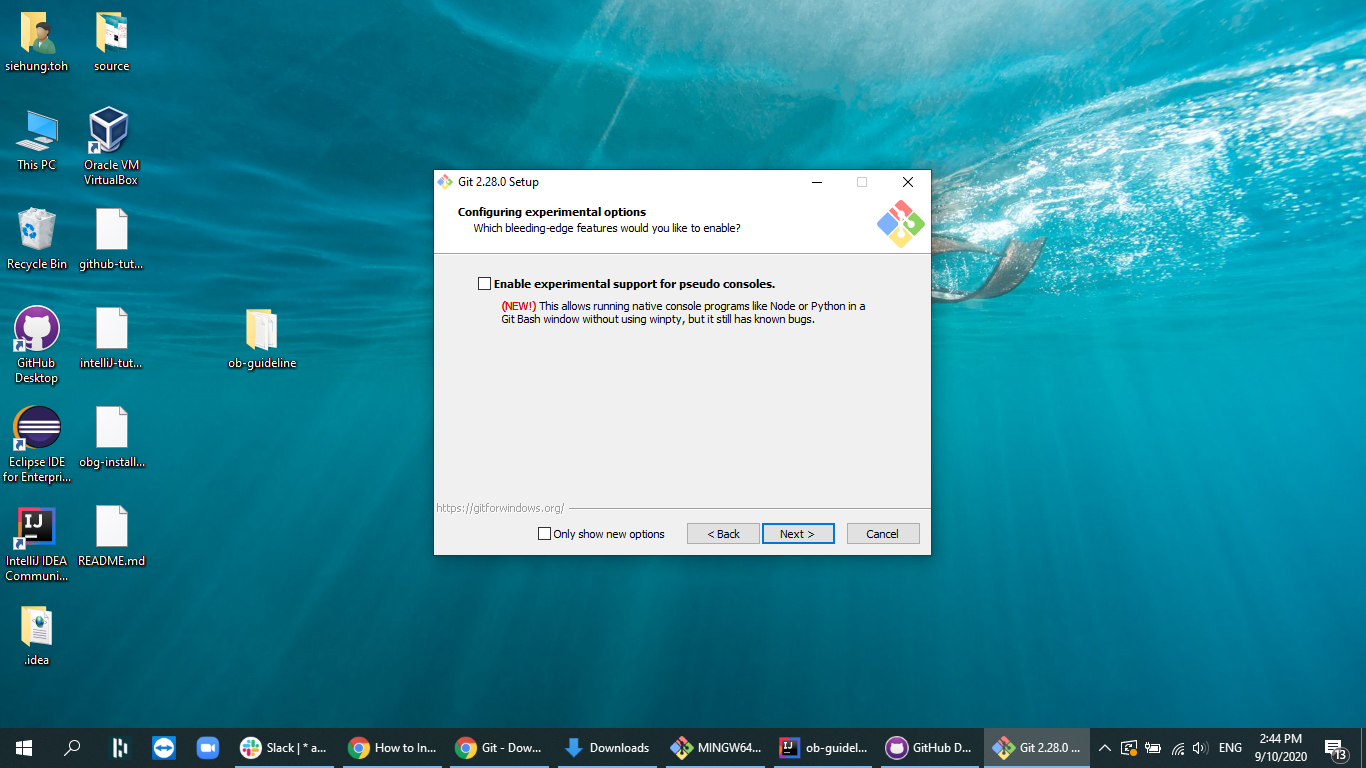 siehung.toh
source
This PC
Oracle VM
VirtualBox
Recycle Bin
github-tut...
GitHub
Desktop
intelliJ-tut...
ob-guideline
Eclipse IDE
for Enterpri...
obg-install...
IJ
IntelliJ IDEA
Communi...
README.md
.idea
Git 2.28.0 Setup
Configuring experimental options
Which bleeding-edge features would you like to enable?
Enable experimental support for pseudo consoles.
(NEW!) This allows running native console programs like Node or Python in a
Git Bash window without using winpty, but it still has known bugs.
https://gitforwindows.org/
Only show new options
< Back
Next >
Cancel
Slack | * a...
How to In...
Git - Dow...
Downloads
MINGW64...
IJ
ob-guidel...
GitHub D...
Git 2.28.0 ...
ENG
2:44 PM
9/10/2020
13